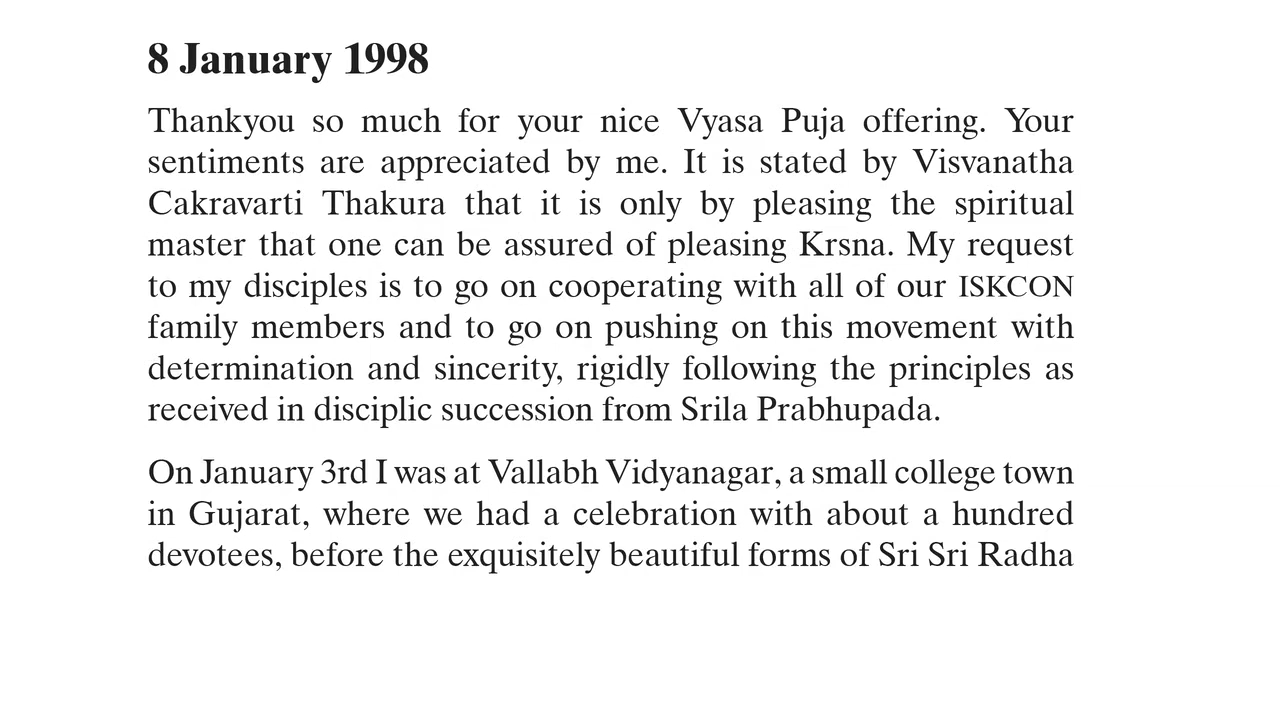 8 January 1998
Thankyou so much for your nice Vyasa Puja offering. Your
sentiments are appreciated by me. It is stated by Visvanatha
Cakravarti Thakura that it is only by pleasing the spiritual
master that one can be assured of pleasing Krsna. My request
to my disciples is to go on cooperating with all of our ISKCON
family members and to go on pushing on this movement with
determination and sincerity, rigidly following the principles as
received in disciplic succession from Srila Prabhupada.
On January 3rd I was at Vallabh Vidyanagar, a small college town
in Gujarat, where we had a celebration with about a hundred
devotees, before the exquisitely beautiful forms of Sri Sri Radha